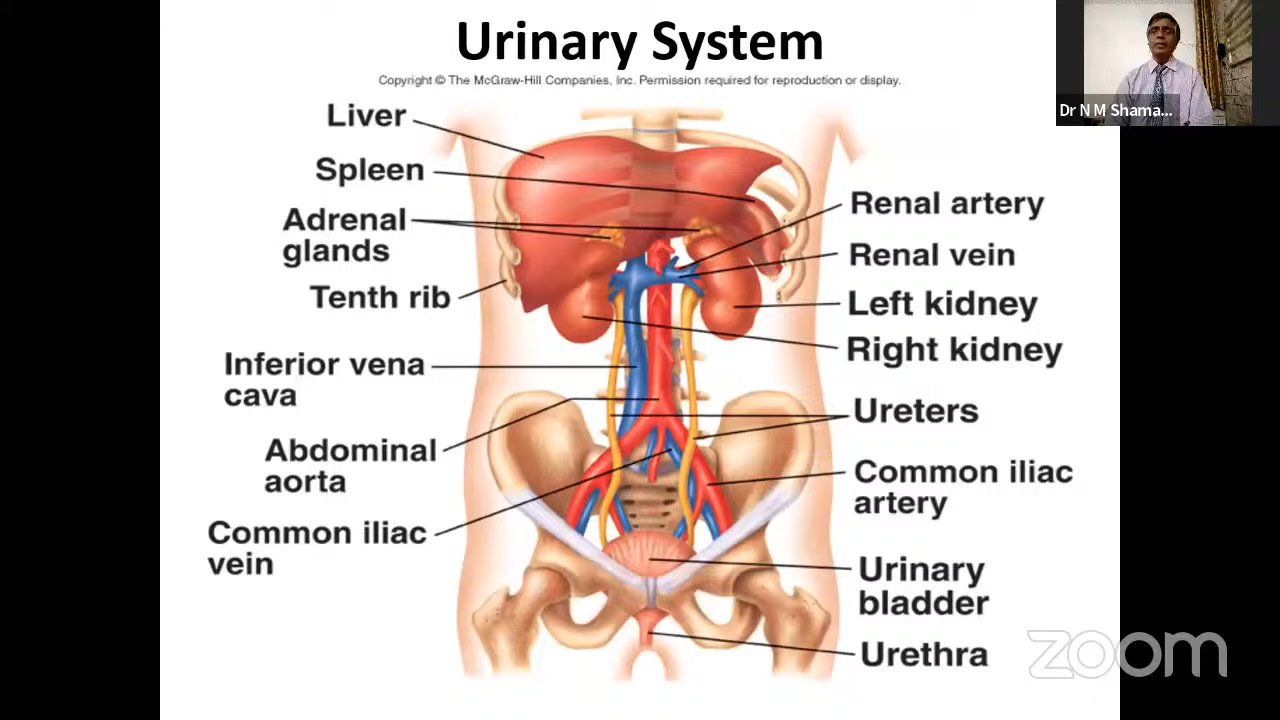 Urinary System
Copyright © The McGraw-Hill Companies, Inc. Permission required for reproduction or display.
Liver
Spleen
Adrenal
glands
Tenth rib
Inferior vena
cava
Abdominal
aorta
Common iliac
vein
Renal artery
Renal vein
Left kidney
Right kidney
Ureters
Common iliac
artery
Urinary
bladder
Urethra
Dr N M Shama...
zoom